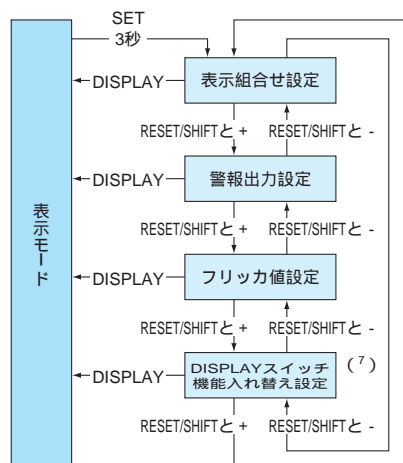 SET
3秒
DISPLAY
表示組合せ設定
RESET/SHIFTと +
RESET/SHIFTと -
DISPLAY
警報出力設定
表示モード
RESET/SHIFTと +
RESET/SHIFTと -
DISPLAY
フリッカ値設定
RESET/SHIFTと +
RESET/SHIFTと -
DISPLAY
DISPLAYスイッチ
機能入れ替え設定
(7)
RESET/SHIFTと +
RESET/SHIFTと -